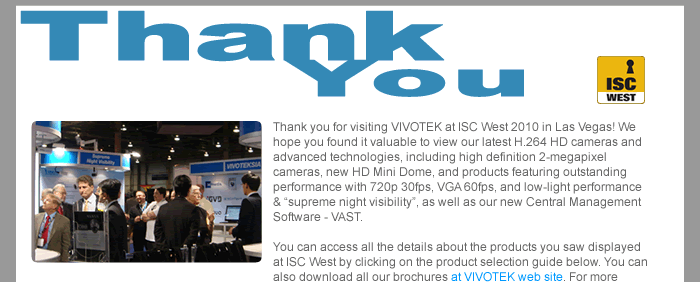 Thank
You
ISC
WEST
Supreme
Night Visibility
VIVOTEK
Thank you for visiting VIVOTEK at ISC West 2010 in Las Vegas! We
hope you found it valuable to view our latest H.264 HD cameras and
advanced technologies, including high definition 2-megapixel
cameras, new HD Mini Dome, and products featuring outstanding
performance with 720p 30fps, VGA 60fps, and low-light performance
& “supreme night visibility”, as well as our new Central Management
Software - VAST.
You can access all the details about the products you saw displayed
at ISC West by clicking on the product selection guide below. You can
also download all our brochures at VIVOTEK web site. For more